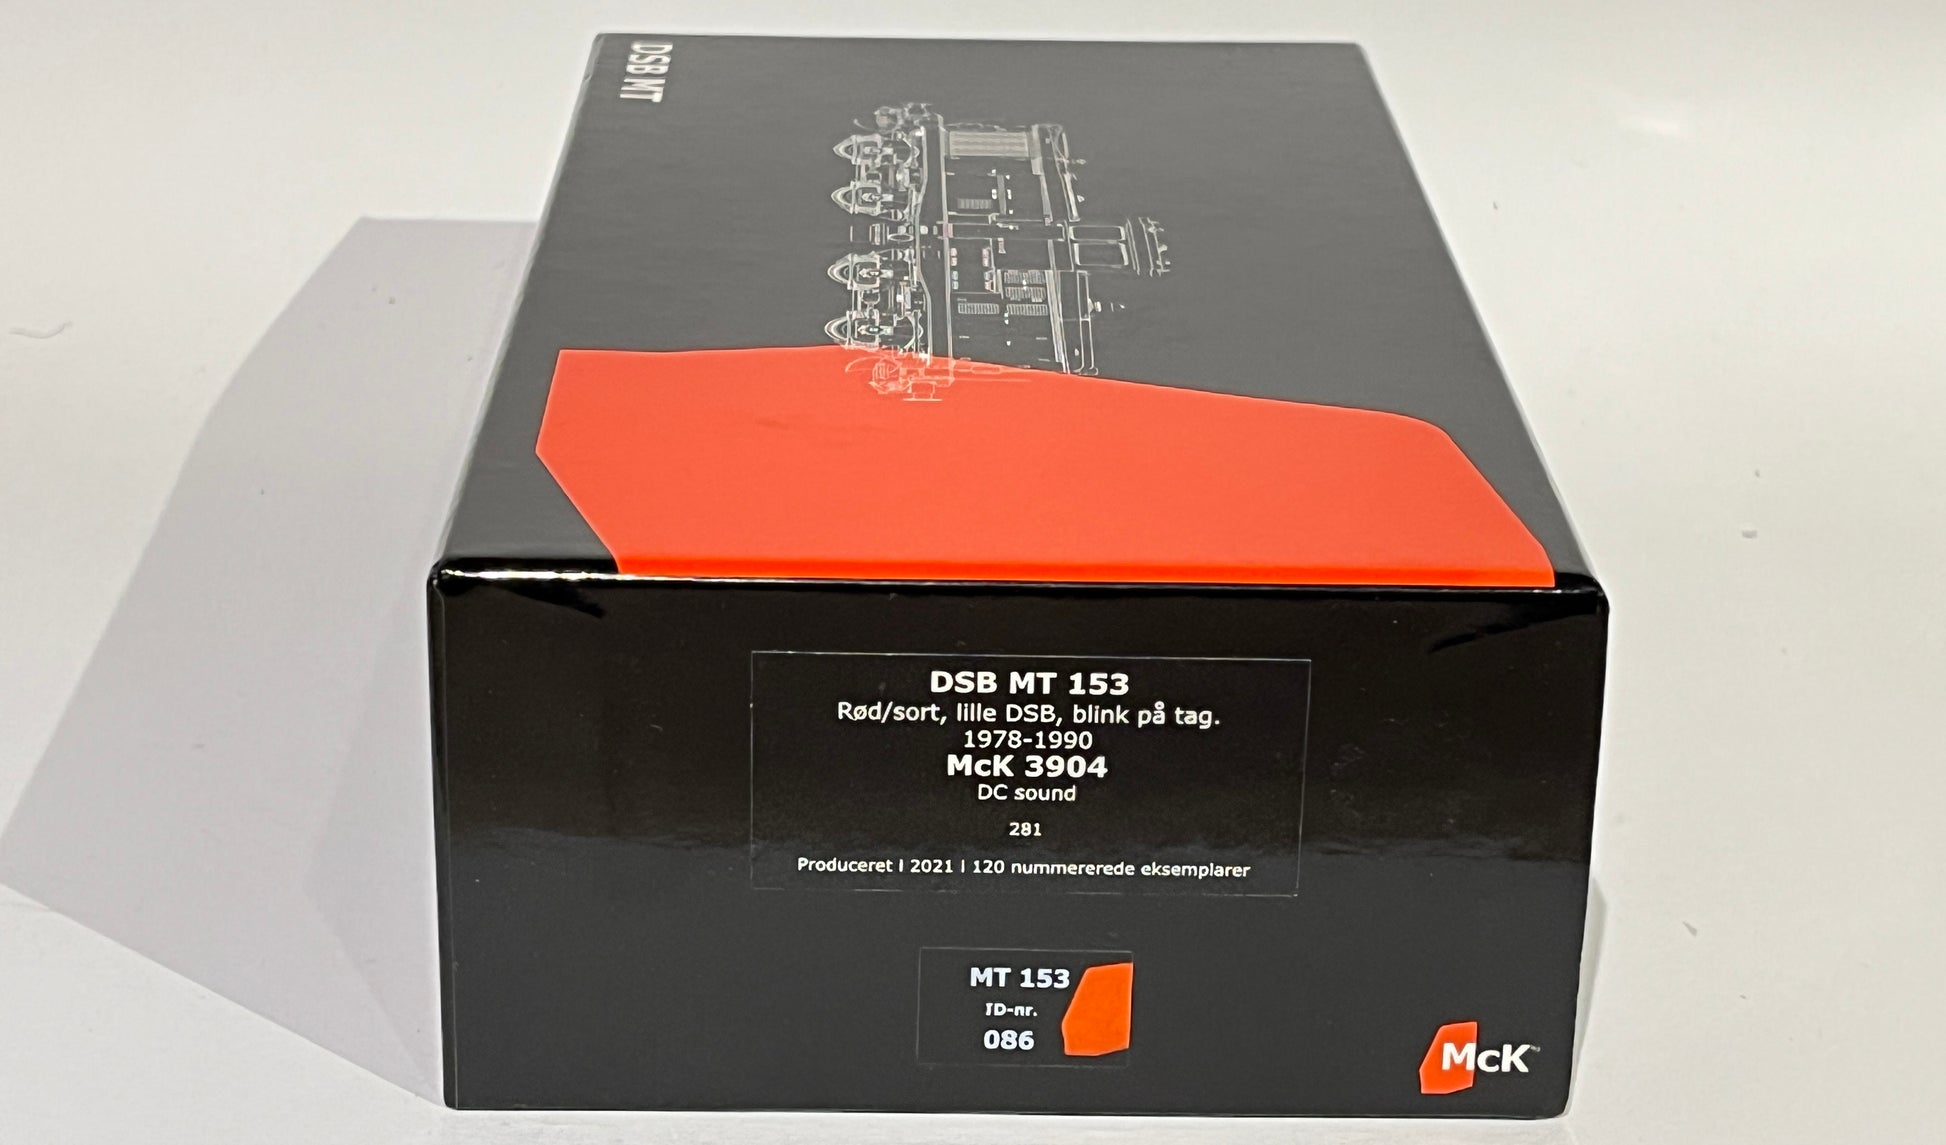 DSB MT
DSB MT 153
Rød/sort, lille DSB, blink på tag.
1978-1990
McK 3904
DC sound
281
Produceret I 2021 I 120 nummererede eksemplarer
MT 153
ID-nr.
086
McK